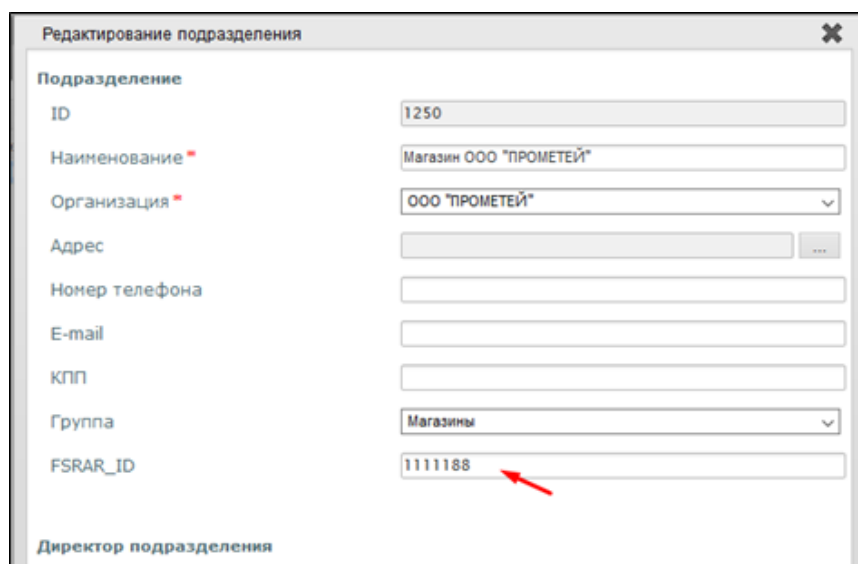 Редактирование подразделения
Подразделение
ID 1250
Наименование * Магазин ООО "ПРОМЕТЕЙ"
Организация * ООО "ПРОМЕТЕЙ"
Адрес ...
Номер телефона
E-mail
КПП
Группа Магазины
FSRAR_ID 1111188
Директор подразделения